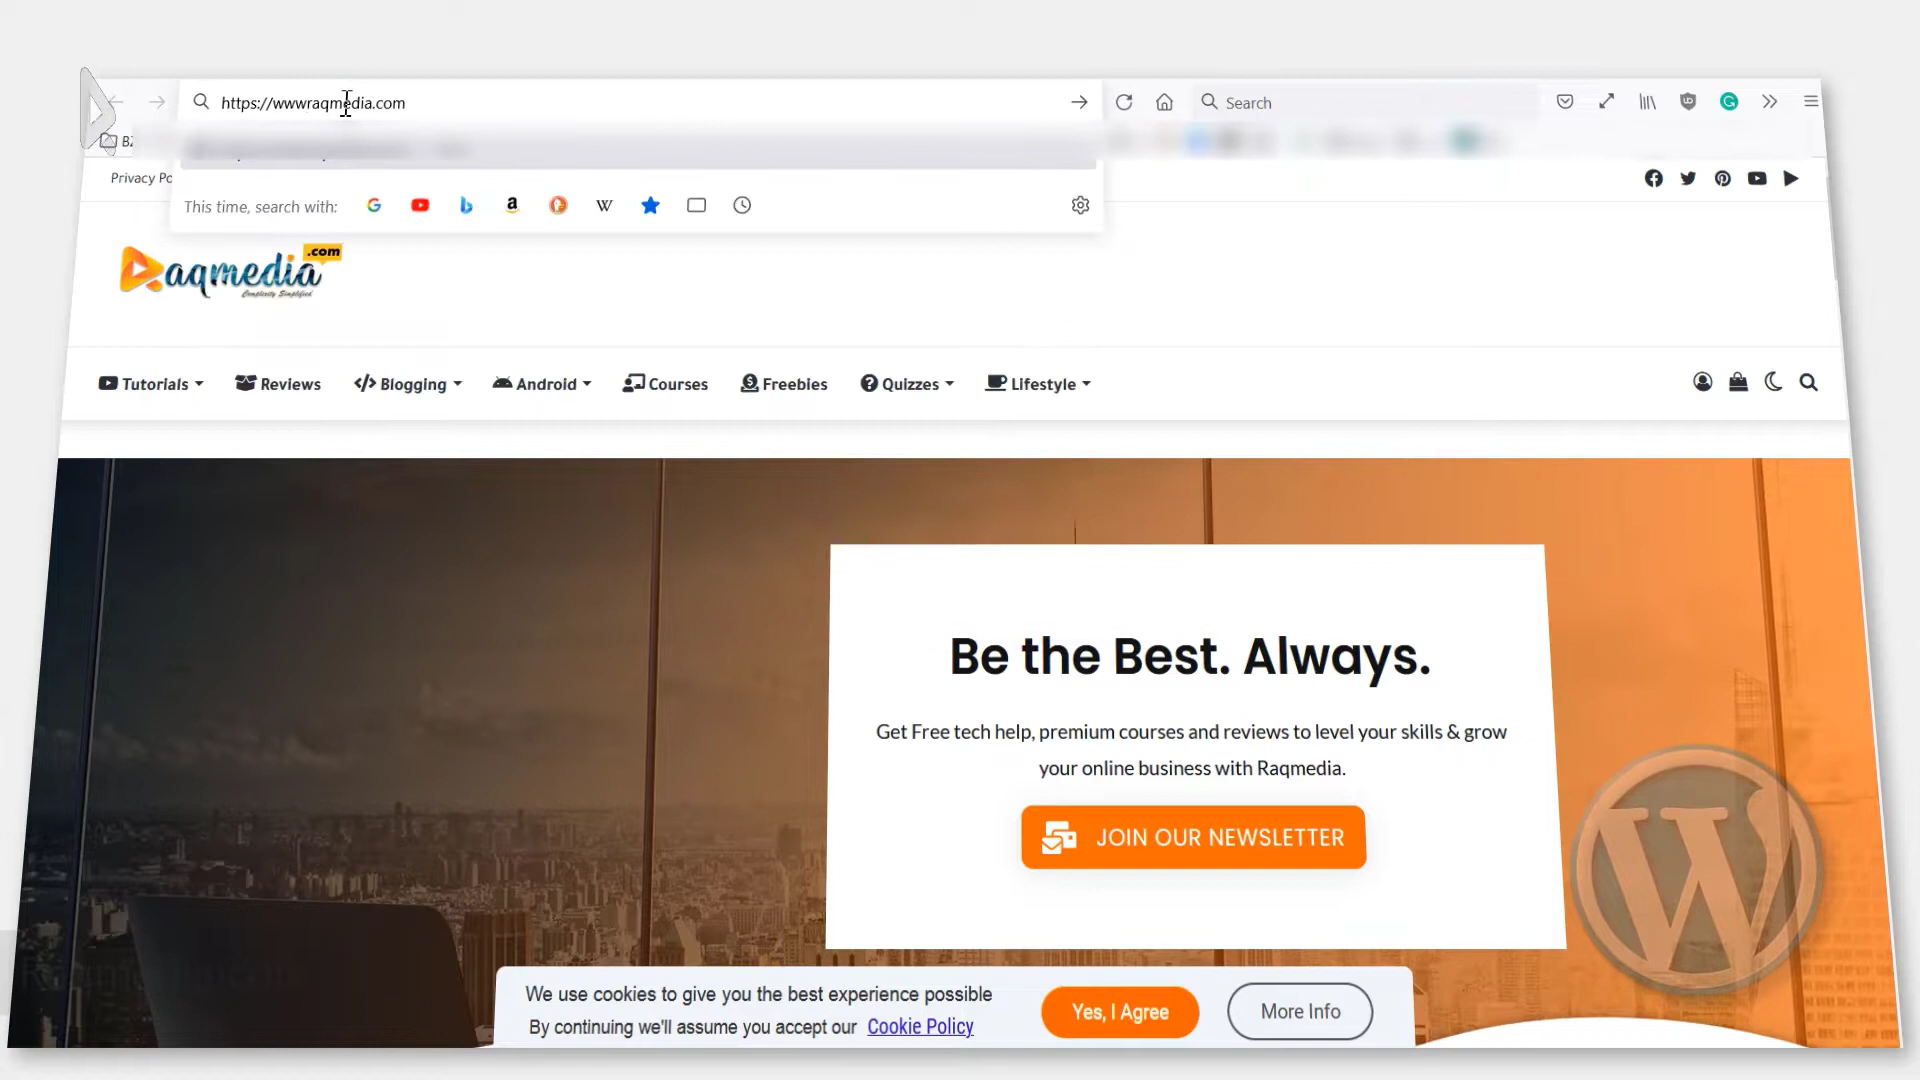 https://wwwraqmedia.com
Search
This time, search with:
Privacy Po
aqmedia
.com
Complexity Simplified
Tutorials
Reviews
Blogging
Android
Courses
Freebies
Quizzes
Lifestyle
Be the Best. Always.
Get Free tech help, premium courses and reviews to level your skills & grow
your online business with Raqmedia.
JOIN OUR NEWSLETTER
We use cookies to give you the best experience possible
By continuing we'll assume you accept our Cookie Policy
Yes, I Agree
More Info